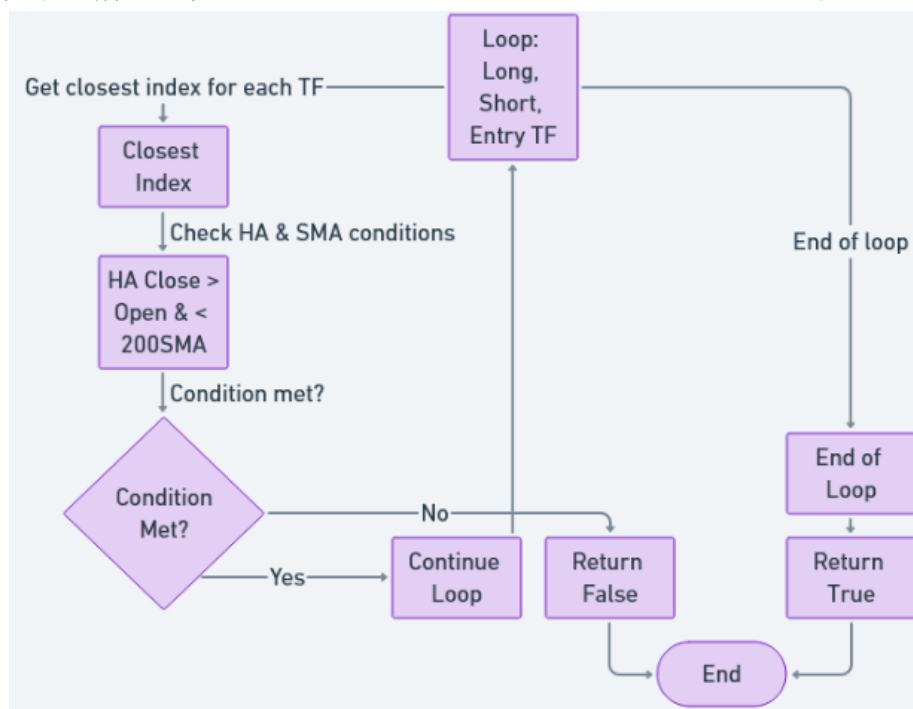 Loop:
Long,
Short,
Entry TF
Get closest index for each TF
Closest
Index
Check HA & SMA conditions
End of loop
HA Close >
Open & <
200SMA
Condition met?
Condition
Met?
No
Yes
Continue
Loop
Return
False
End of
Loop
Return
True
End